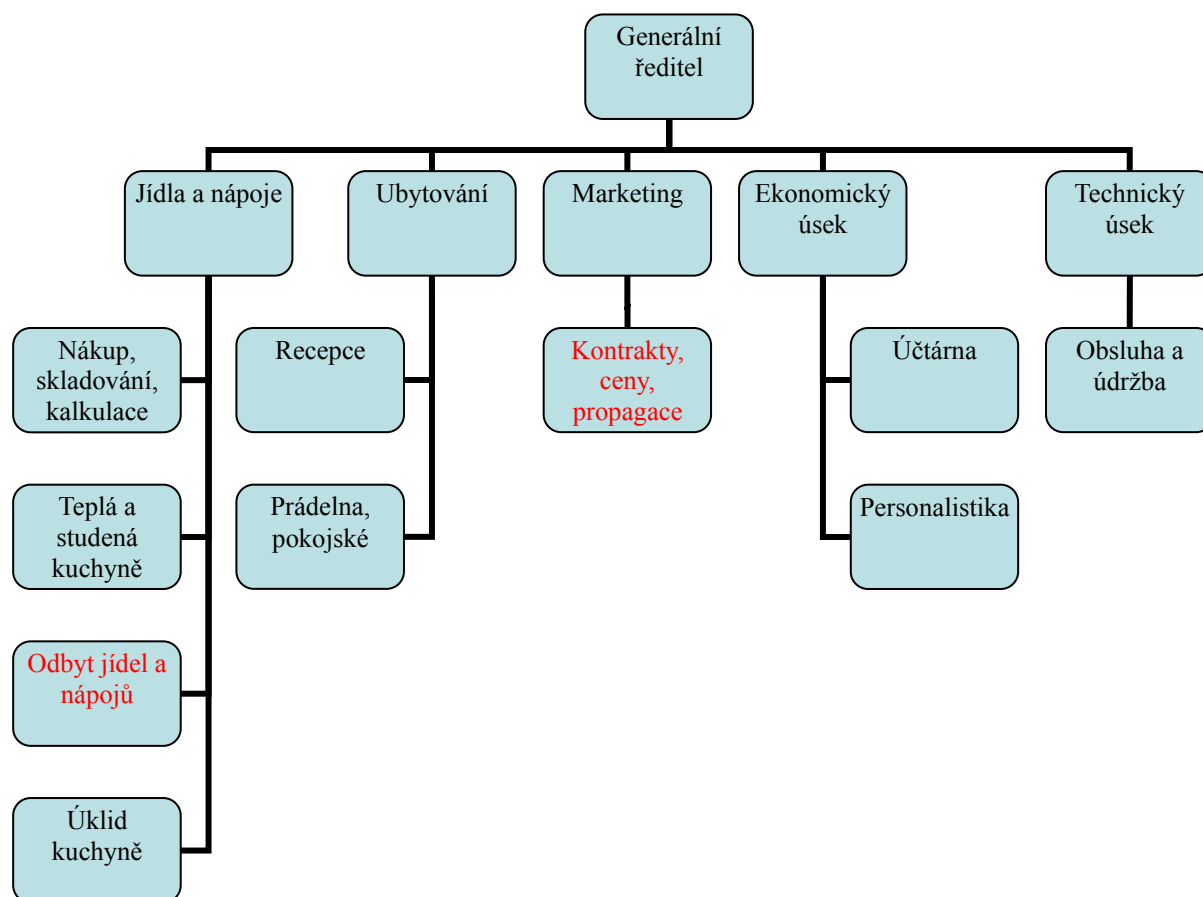 Generální
ředitel
Jídla a nápoje
Ubytování
Marketing
Ekonomický
úsek
Technický
úsek
Nákup,
skladování,
kalkulace
Recepce
Kontrakty,
ceny,
propagace
Účtárna
Obsluha a
údržba
Teplá a
studená
kuchyně
Prádelna,
pokojské
Personalistika
Odbyt jídel a
nápojů
Úklid
kuchyně